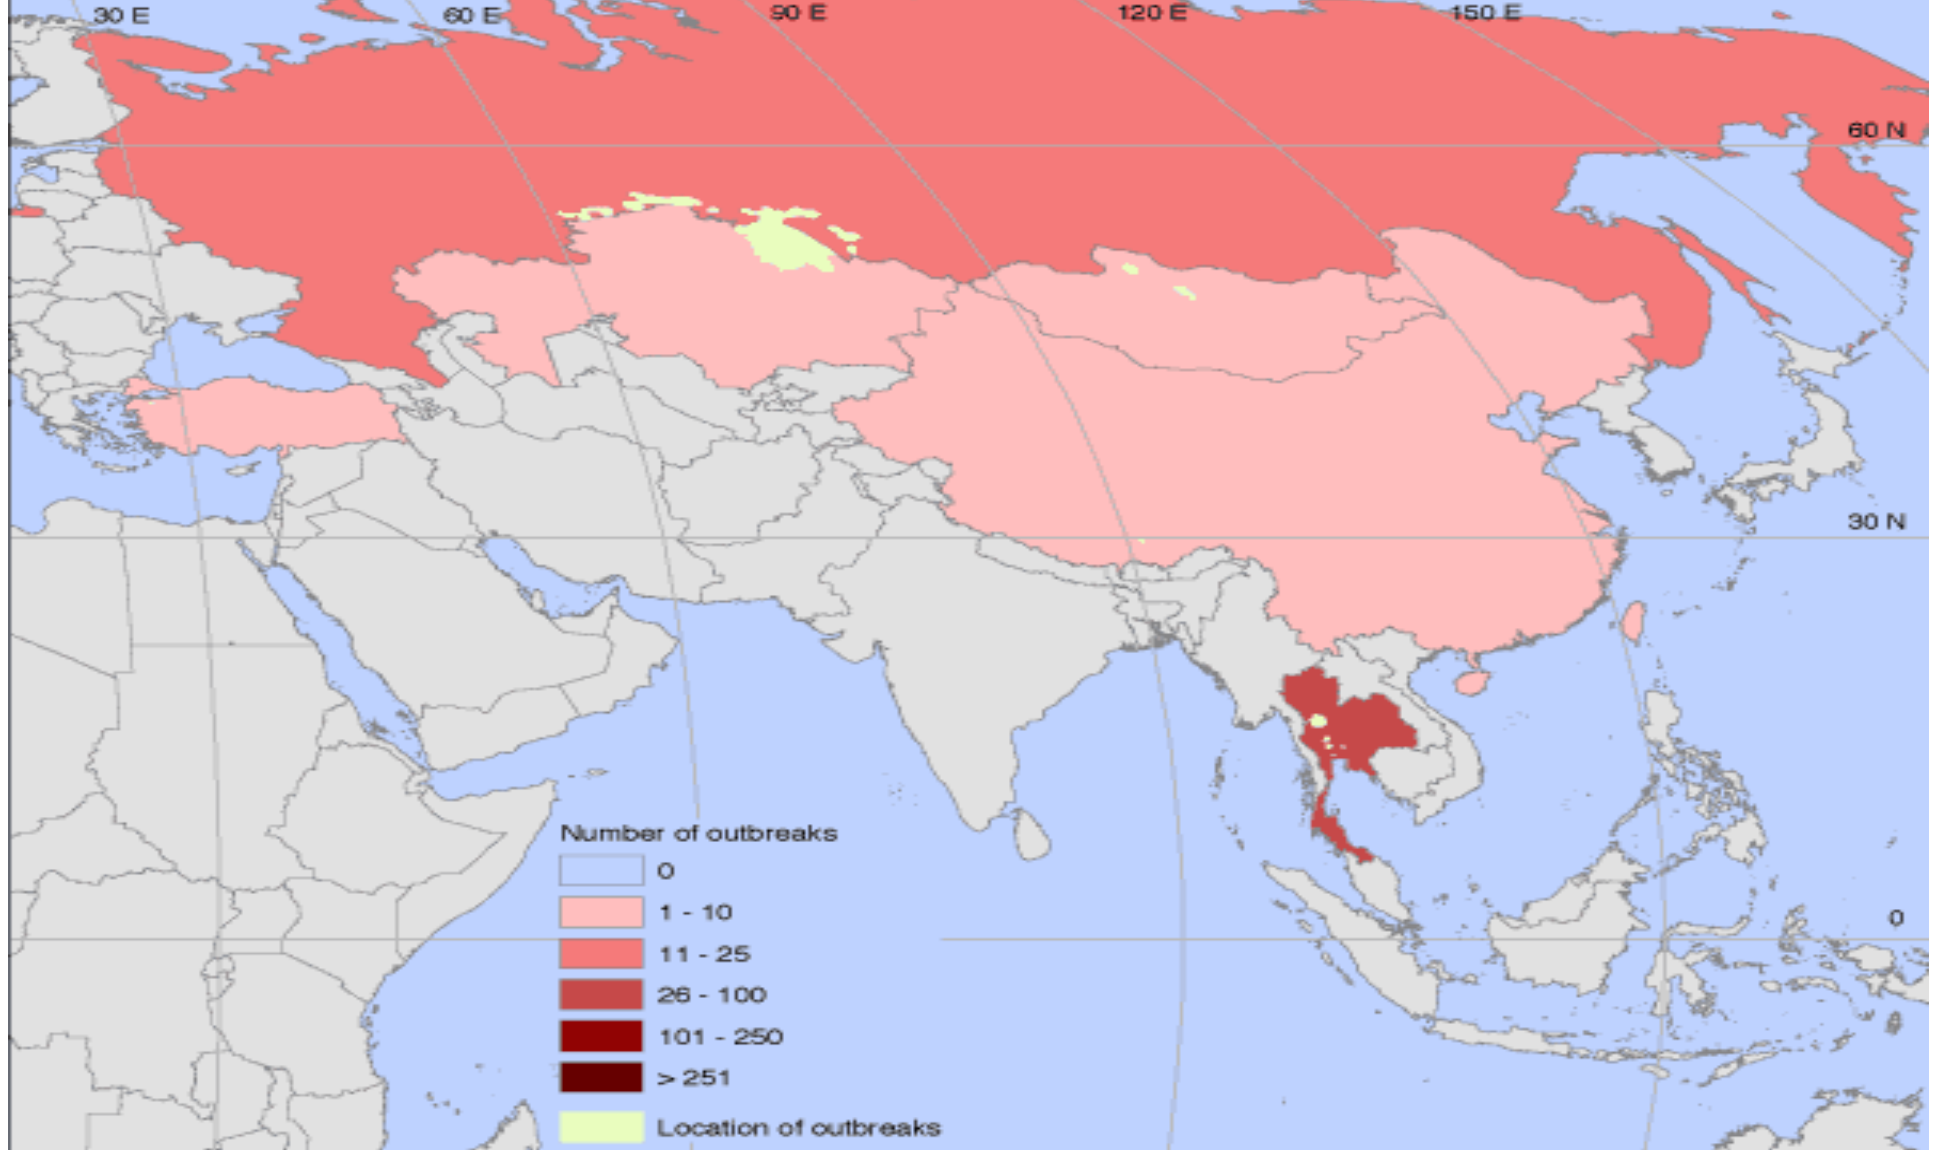 30 E
60 E
90 E
120 E
150 E
60 N
30 N
0
Number of outbreaks
0
1 - 10
11 - 25
26 - 100
101 - 250
> 251
Location of outbreaks